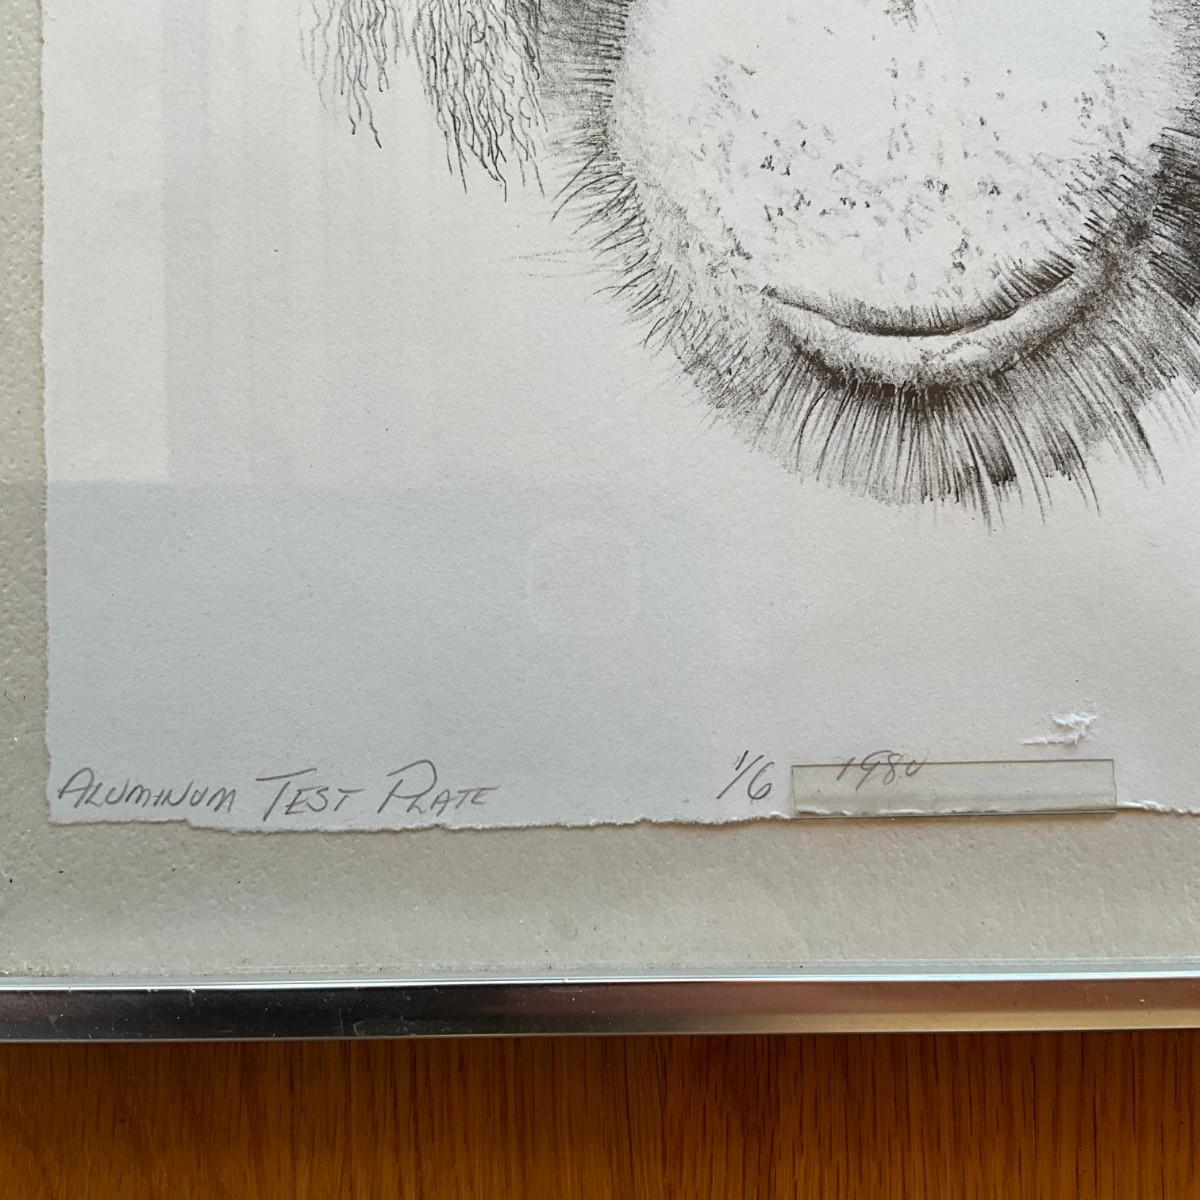 ALUMINUM TEST PLATE 1/6 1980